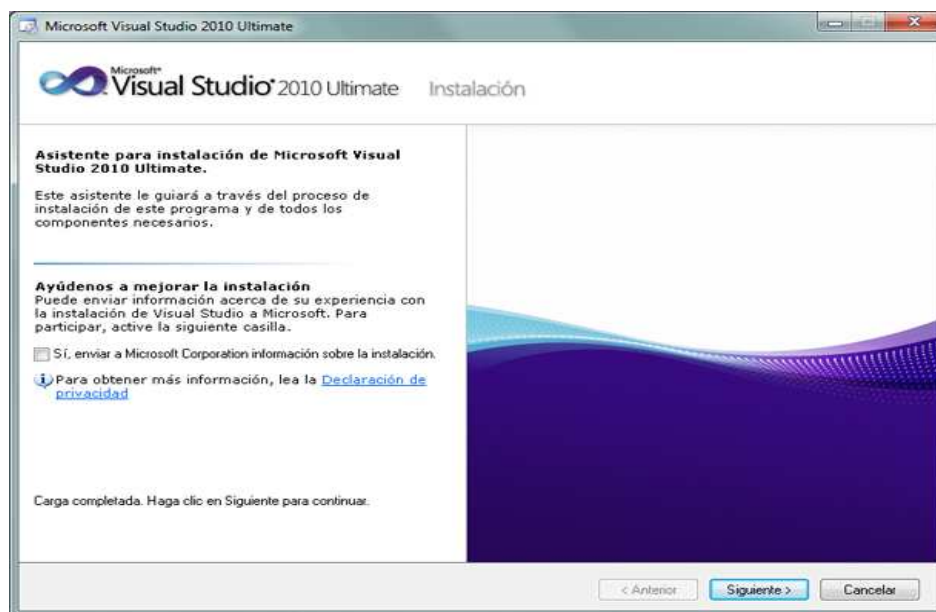 Microsoft Visual Studio 2010 Ultimate
Microsoft®
Visual Studio® 2010 Ultimate Instalación
Asistente para instalación de Microsoft Visual
Studio 2010 Ultimate.
Este asistente le guiará a través del proceso de
instalación de este programa y de todos los
componentes necesarios.
Ayúdenos a mejorar la instalación
Puede enviar información acerca de su experiencia con
la instalación de Visual Studio a Microsoft. Para
participar, active la siguiente casilla.
Sí, enviar a Microsoft Corporation información sobre la instalación.
Para obtener más información, lea la Declaración de
privacidad
Carga completada. Haga clic en Siguiente para continuar.
< Anterior Siguiente > Cancelar